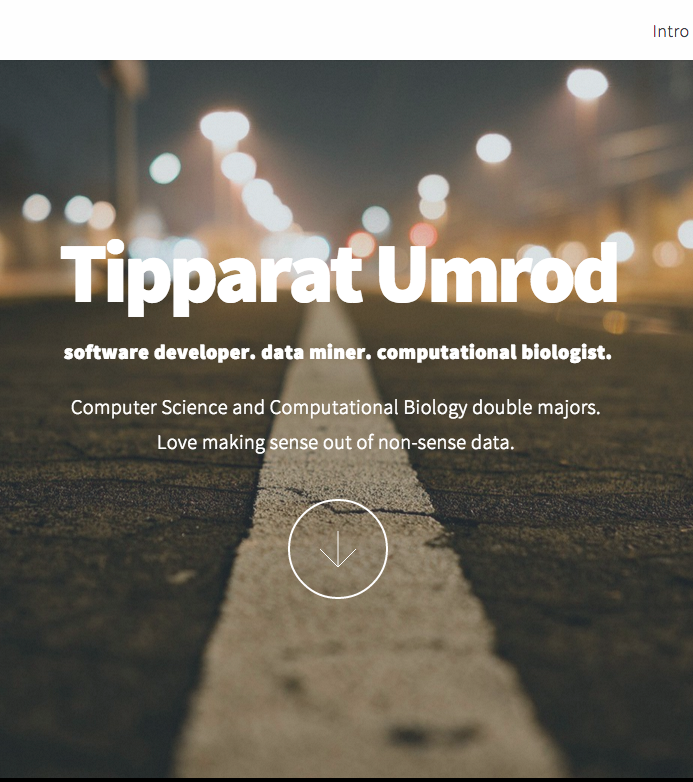 Intro
Tipparat Umrod
software developer. data miner. computational biologist.
Computer Science and Computational Biology double majors.
Love making sense out of non-sense data.